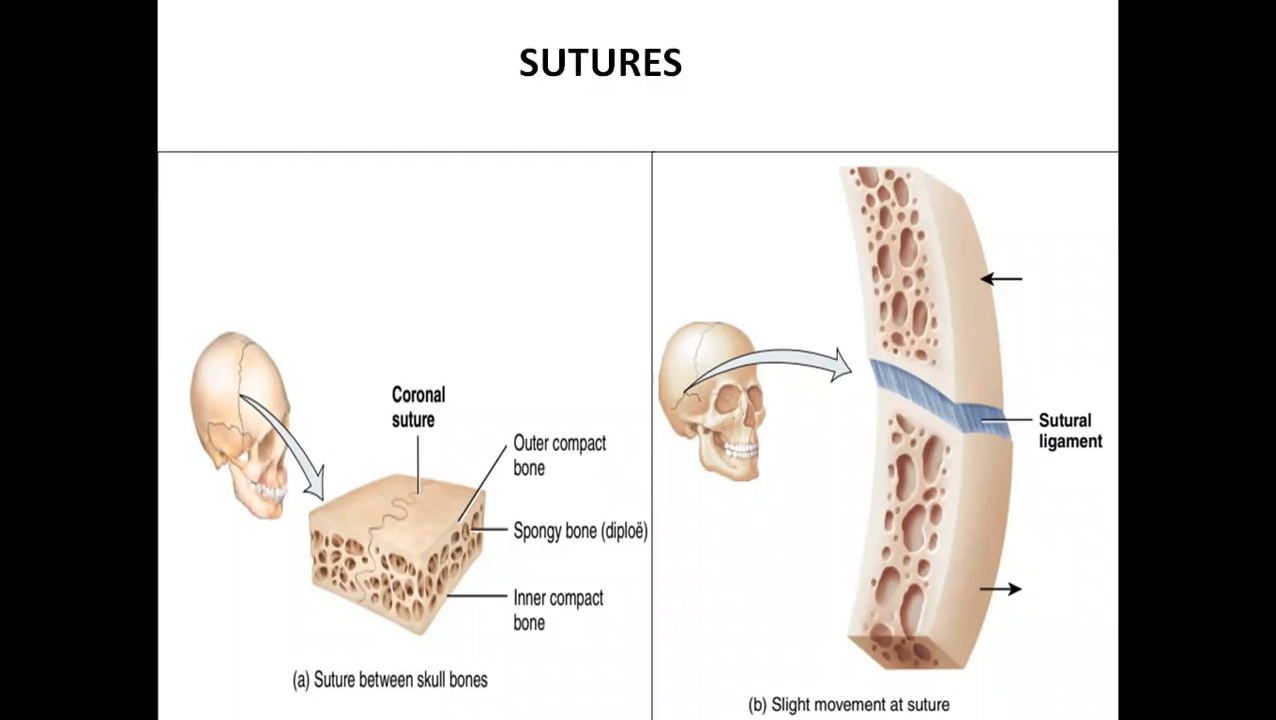 SUTURES
Coronal
suture
Outer compact
bone
Spongy bone (diploë)
Inner compact
bone
(a) Suture between skull bones
Sutural
ligament
(b) Slight movement at suture